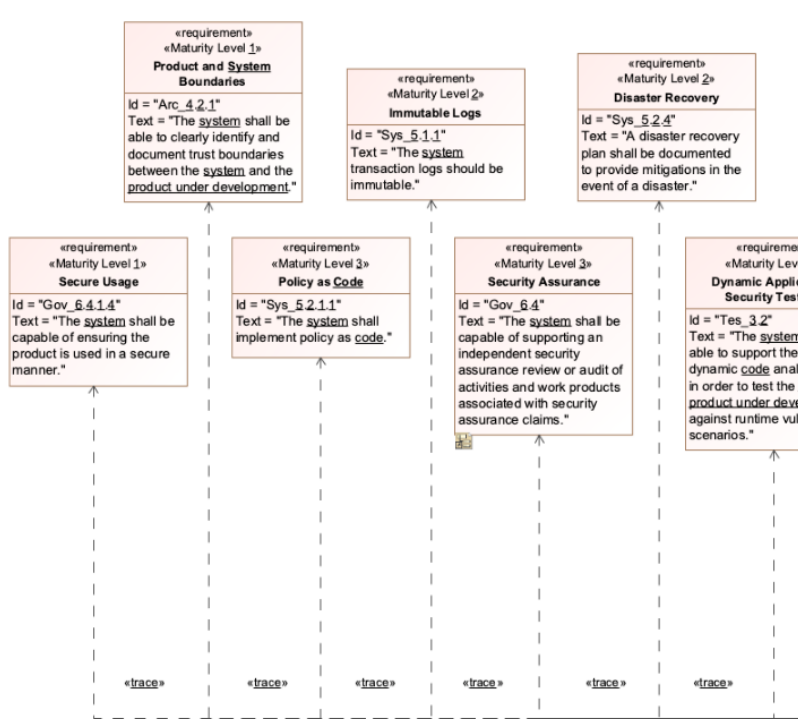 «requirement»
«Maturity Level 1»
Product and System
Boundaries
Id = "Arc_4.2.1"
Text = "The system shall be
able to clearly identify and
document trust boundaries
between the system and the
product under development."
«requirement»
«Maturity Level 2»
Immutable Logs
Id = "Sys_5.1.1"
Text = "The system
transaction logs should be
immutable."
«requirement»
«Maturity Level 2»
Disaster Recovery
Id = "Sys_5.2.4"
Text = "A disaster recovery
plan shall be documented
to provide mitigations in the
event of a disaster."
«requirement»
«Maturity Level 1»
Secure Usage
Id = "Gov_6.4.1.4"
Text = "The system shall be
capable of ensuring the
product is used in a secure
manner."
«requirement»
«Maturity Level 3»
Policy as Code
Id = "Sys_5.2.1.1"
Text = "The system shall
implement policy as code."
«requirement»
«Maturity Level 3»
Security Assurance
Id = "Gov_6.4"
Text = "The system shall be
capable of supporting an
independent security
assurance review or audit of
activities and work products
associated with security
assurance claims."
«requireme
«Maturity Lev
Dynamic Applic
Security Test
Id = "Tes_3.2"
Text = "The system
able to support the
dynamic code anal
in order to test the
product under deve
against runtime vul
scenarios."
«trace»
«trace»
«trace»
«trace»
«trace»
«trace»